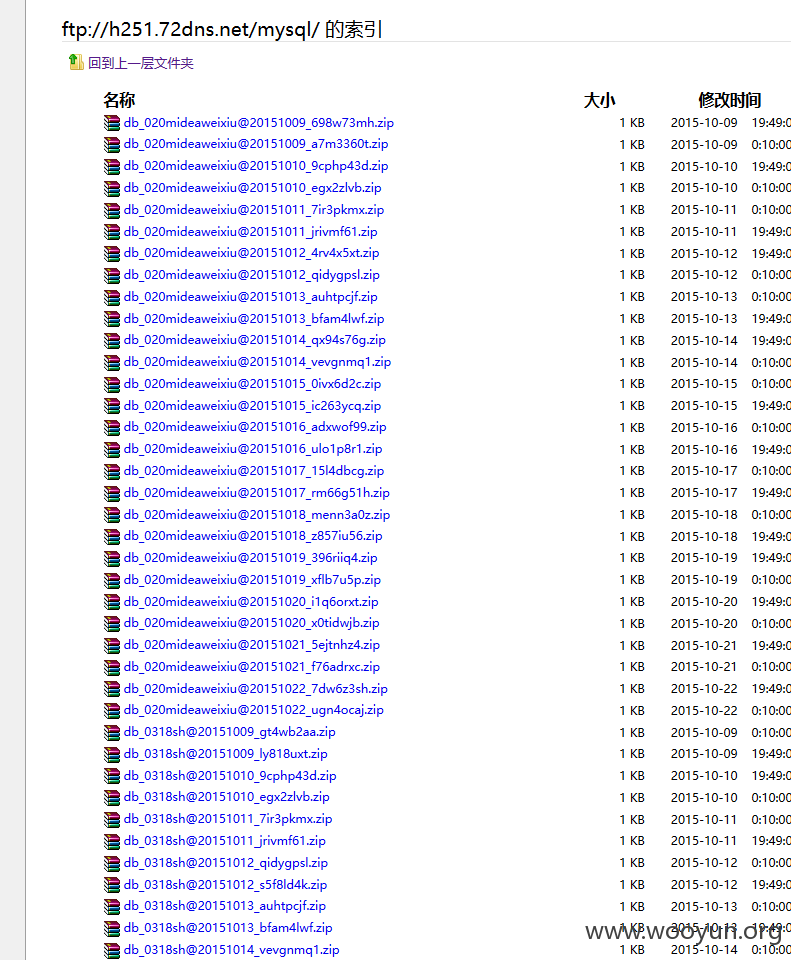 ftp://h251.72dns.net/mysql/ 的索引
回到上一层文件夹
名称 大小 修改时间
db_020mideaweixiu@20151009_698w73mh.zip 1 KB 2015-10-09 19:49:0
db_020mideaweixiu@20151009_a7m3360t.zip 1 KB 2015-10-09 0:10:00
db_020mideaweixiu@20151010_9cphp43d.zip 1 KB 2015-10-10 19:49:0
db_020mideaweixiu@20151010_egx2zlvb.zip 1 KB 2015-10-10 0:10:00
db_020mideaweixiu@20151011_7ir3pkmx.zip 1 KB 2015-10-11 0:10:00
db_020mideaweixiu@20151011_jrivmf61.zip 1 KB 2015-10-11 19:49:0
db_020mideaweixiu@20151012_4rv4x5xt.zip 1 KB 2015-10-12 19:49:0
db_020mideaweixiu@20151012_qidygpsl.zip 1 KB 2015-10-12 0:10:00
db_020mideaweixiu@20151013_auhtpcjf.zip 1 KB 2015-10-13 0:10:00
db_020mideaweixiu@20151013_bfam4lwf.zip 1 KB 2015-10-13 19:49:0
db_020mideaweixiu@20151014_qx94s76g.zip 1 KB 2015-10-14 19:49:0
db_020mideaweixiu@20151014_vevgnmq1.zip 1 KB 2015-10-14 0:10:00
db_020mideaweixiu@20151015_0ivx6d2c.zip 1 KB 2015-10-15 0:10:00
db_020mideaweixiu@20151015_ic263ycq.zip 1 KB 2015-10-15 19:49:0
db_020mideaweixiu@20151016_adxwof99.zip 1 KB 2015-10-16 0:10:00
db_020mideaweixiu@20151016_ulo1p8r1.zip 1 KB 2015-10-16 19:49:0
db_020mideaweixiu@20151017_15l4dbcg.zip 1 KB 2015-10-17 0:10:00
db_020mideaweixiu@20151017_rm66g51h.zip 1 KB 2015-10-17 19:49:0
db_020mideaweixiu@20151018_menn3a0z.zip 1 KB 2015-10-18 0:10:00
db_020mideaweixiu@20151018_z857iu56.zip 1 KB 2015-10-18 19:49:0
db_020mideaweixiu@20151019_396riiq4.zip 1 KB 2015-10-19 19:49:0
db_020mideaweixiu@20151019_xflb7u5p.zip 1 KB 2015-10-19 0:10:00
db_020mideaweixiu@20151020_i1q6orxt.zip 1 KB 2015-10-20 19:49:0
db_020mideaweixiu@20151020_x0tidwjb.zip 1 KB 2015-10-20 0:10:00
db_020mideaweixiu@20151021_5ejtnhz4.zip 1 KB 2015-10-21 19:49:0
db_020mideaweixiu@20151021_f76adrxc.zip 1 KB 2015-10-21 0:10:00
db_020mideaweixiu@20151022_7dw6z3sh.zip 1 KB 2015-10-22 19:49:0
db_020mideaweixiu@20151022_ugn4ocaj.zip 1 KB 2015-10-22 0:10:00
db_0318sh@20151009_gt4wb2aa.zip 1 KB 2015-10-09 0:10:00
db_0318sh@20151009_ly818uxt.zip 1 KB 2015-10-09 19:49:0
db_0318sh@20151010_9cphp43d.zip 1 KB 2015-10-10 19:49:0
db_0318sh@20151010_egx2zlvb.zip 1 KB 2015-10-10 0:10:00
db_0318sh@20151011_7ir3pkmx.zip 1 KB 2015-10-11 0:10:00
db_0318sh@20151011_jrivmf61.zip 1 KB 2015-10-11 19:49:0
db_0318sh@20151012_qidygpsl.zip 1 KB 2015-10-12 0:10:00
db_0318sh@20151012_s5f8ld4k.zip 1 KB 2015-10-12 19:49:0
db_0318sh@20151013_auhtpcjf.zip 1 KB 2015-10-13 0:10:00
db_0318sh@20151013_bfam4lwf.zip 1 KB 2015-10-13 19:49:0
www.wooyun.org
db_0318sh@20151014_vevgnmq1.zip 1 KB 2015-10-14 0:10:00